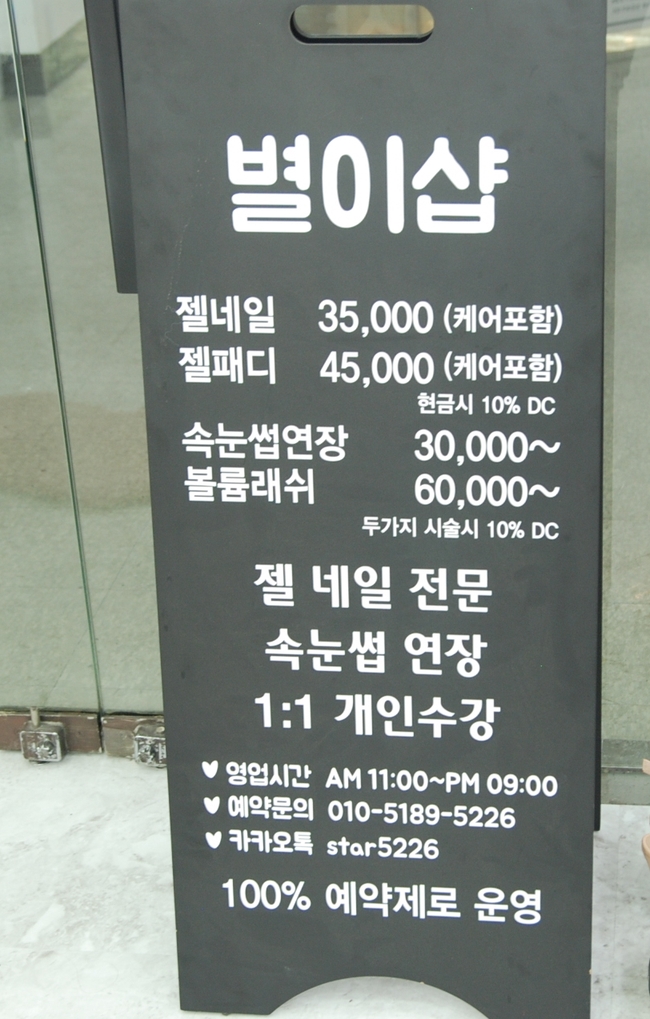 별이샵
젤네일 35,000 (케어포함)
젤패디 45,000 (케어포함)
현금시 10% DC
속눈썹연장 30,000~
볼륨래쉬 60,000~
두가지 시술시 10% DC
젤 네일 전문
속눈썹 연장
1:1 개인수강
♥ 영업시간 AM 11:00~PM 09:00
♥ 예약문의 010-5189-5226
♥ 카카오톡 star5226
100% 예약제로 운영